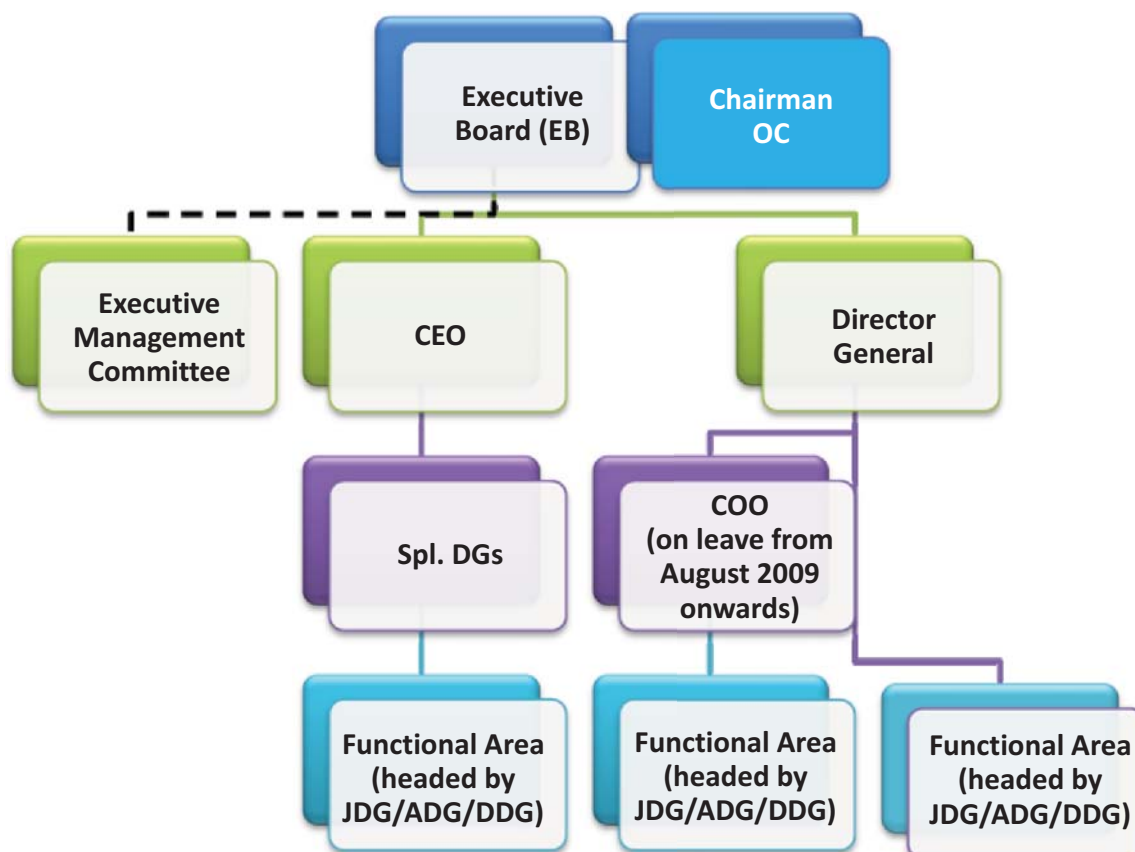 Executive
Board (EB)
Chairman
OC
Executive
Management
Committee
CEO
Director
General
Spl. DGs
COO
(on leave from
August 2009
onwards)
Functional Area
(headed by
JDG/ADG/DDG)
Functional Area
(headed by
JDG/ADG/DDG)
Functional Area
(headed by
JDG/ADG/DDG)